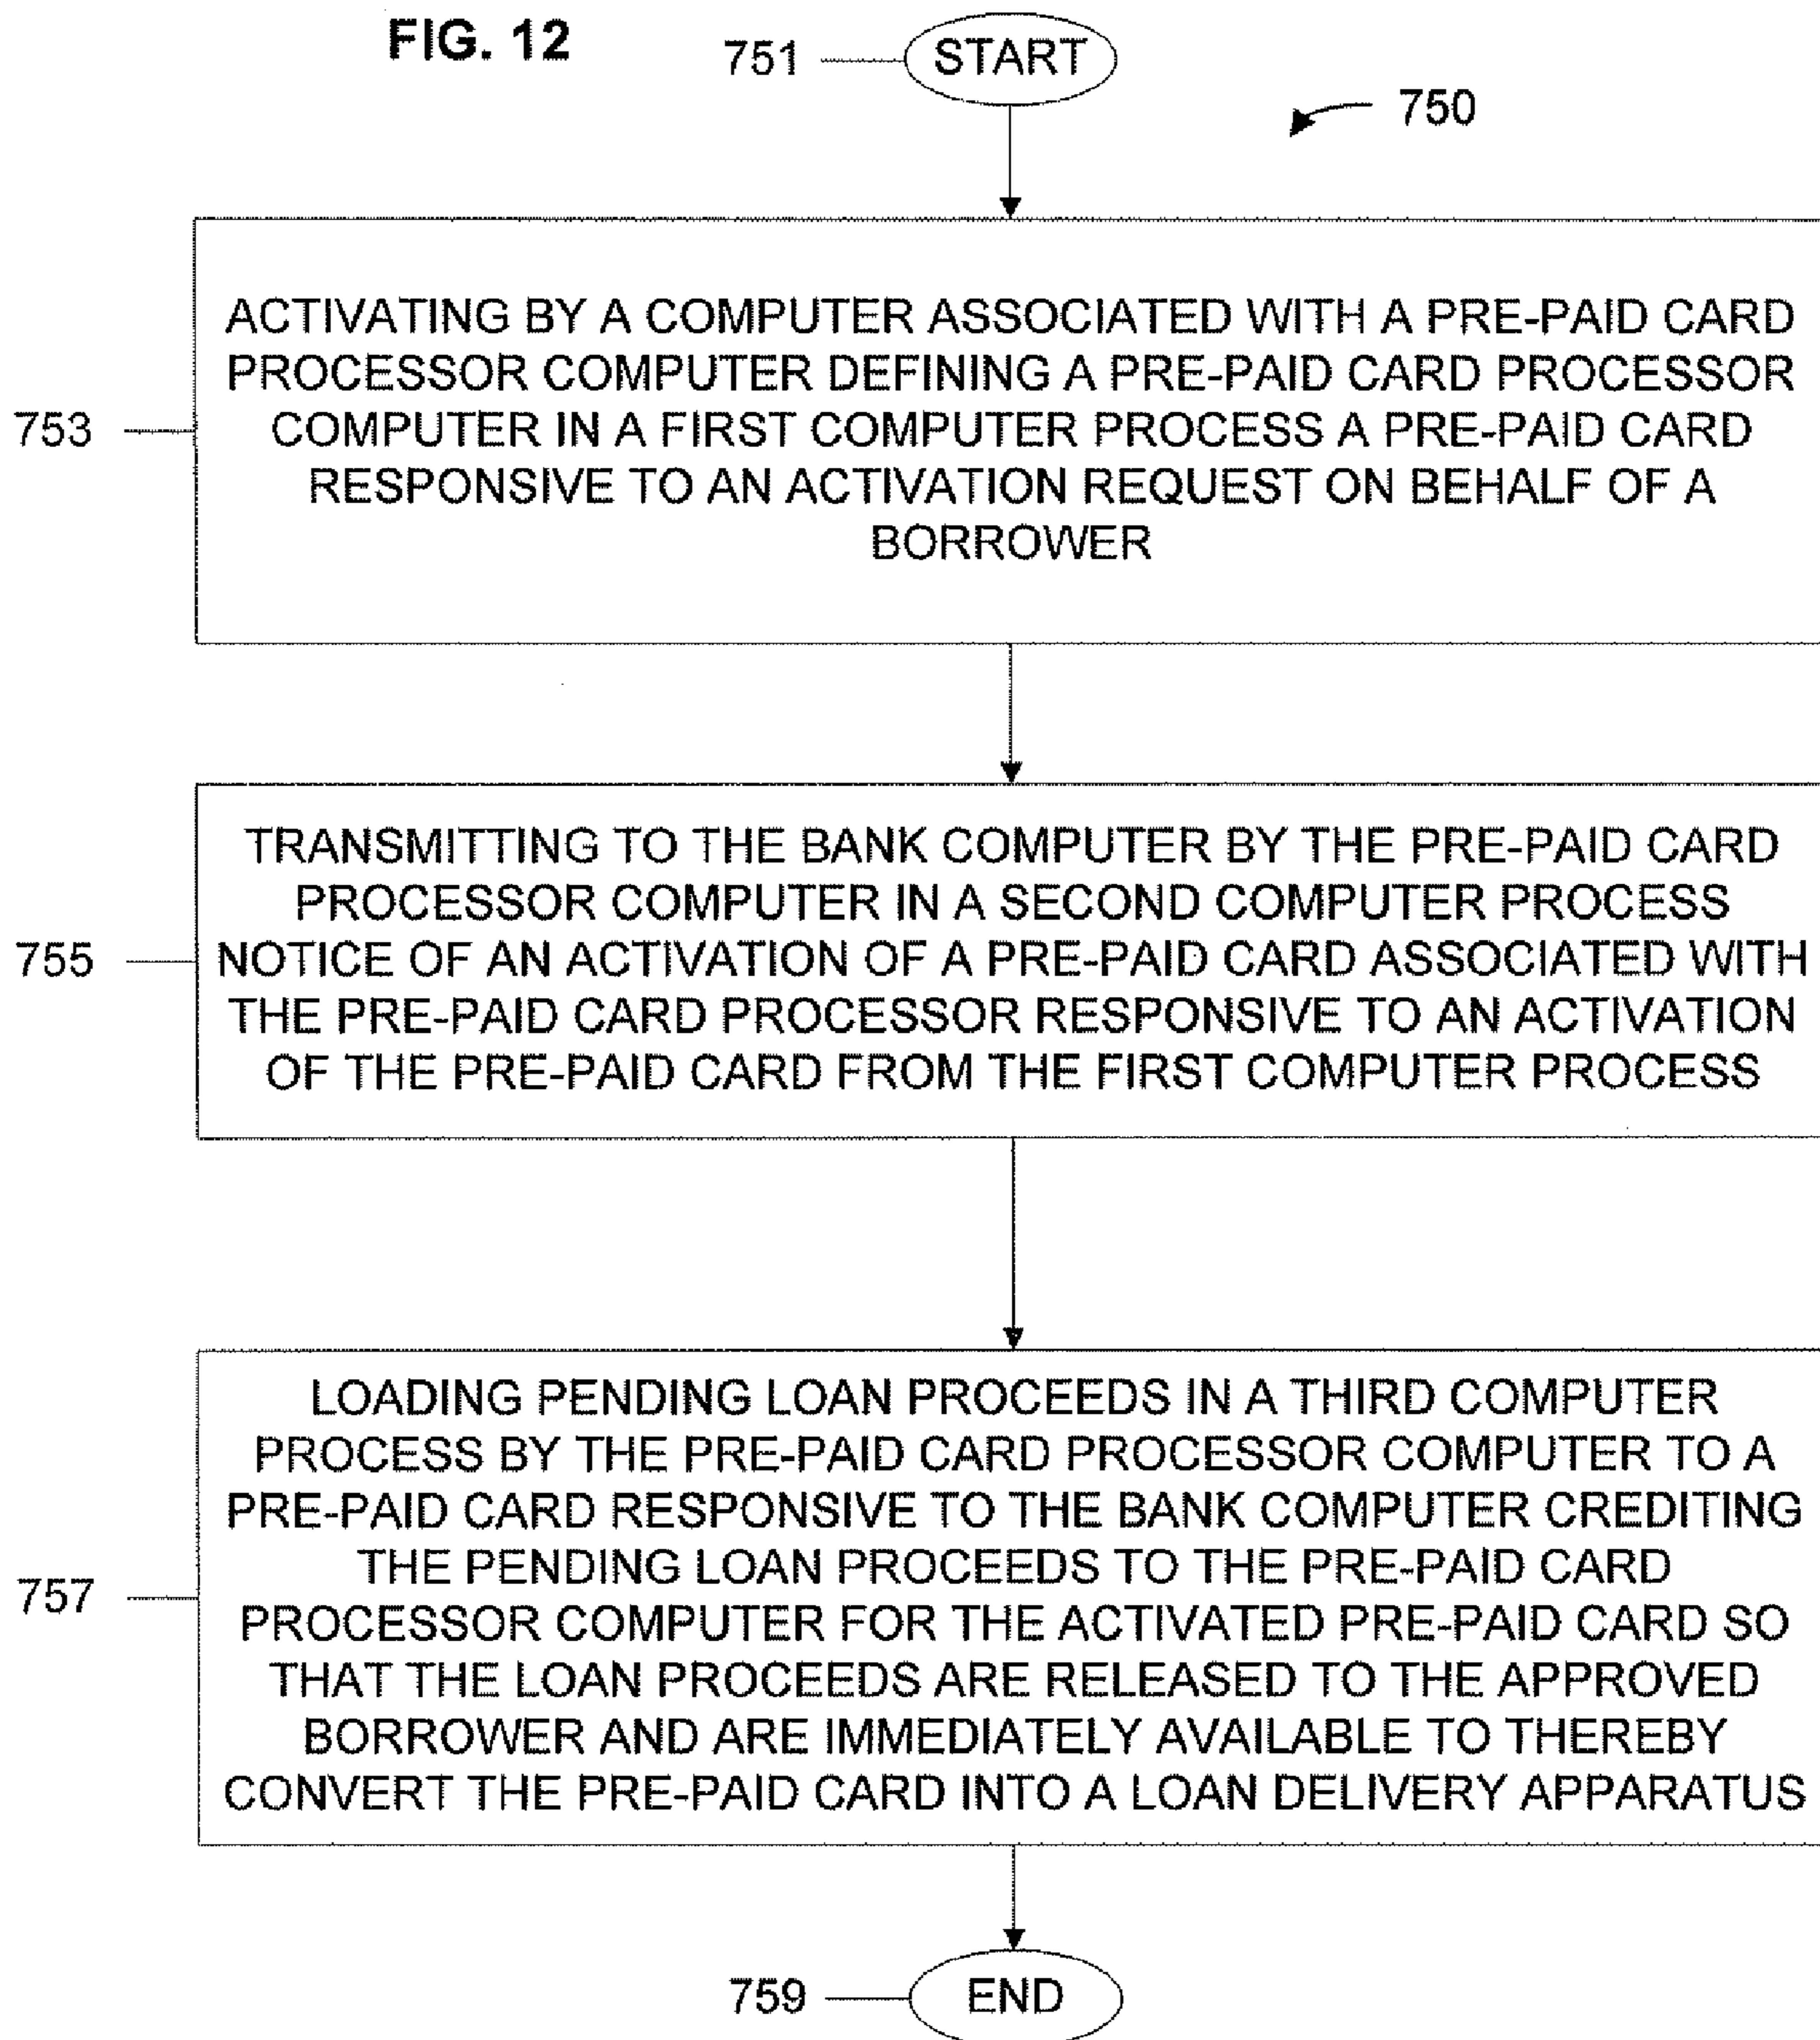 FIG. 12
751
START
750
ACTIVATING BY A COMPUTER ASSOCIATED WITH A PRE-PAID CARD
PROCESSOR COMPUTER DEFINING A PRE-PAID CARD PROCESSOR
COMPUTER IN A FIRST COMPUTER PROCESS A PRE-PAID CARD
RESPONSIVE TO AN ACTIVATION REQUEST ON BEHALF OF A
BORROWER
753
TRANSMITTING TO THE BANK COMPUTER BY THE PRE-PAID CARD
PROCESSOR COMPUTER IN A SECOND COMPUTER PROCESS
NOTICE OF AN ACTIVATION OF A PRE-PAID CARD ASSOCIATED WITH
THE PRE-PAID CARD PROCESSOR RESPONSIVE TO AN ACTIVATION
OF THE PRE-PAID CARD FROM THE FIRST COMPUTER PROCESS
755
LOADING PENDING LOAN PROCEEDS IN A THIRD COMPUTER
PROCESS BY THE PRE-PAID CARD PROCESSOR COMPUTER TO A
PRE-PAID CARD RESPONSIVE TO THE BANK COMPUTER CREDITING
THE PENDING LOAN PROCEEDS TO THE PRE-PAID CARD
PROCESSOR COMPUTER FOR THE ACTIVATED PRE-PAID CARD SO
THAT THE LOAN PROCEEDS ARE RELEASED TO THE APPROVED
BORROWER AND ARE IMMEDIATELY AVAILABLE TO THEREBY
CONVERT THE PRE-PAID CARD INTO A LOAN DELIVERY APPARATUS
757
759
END